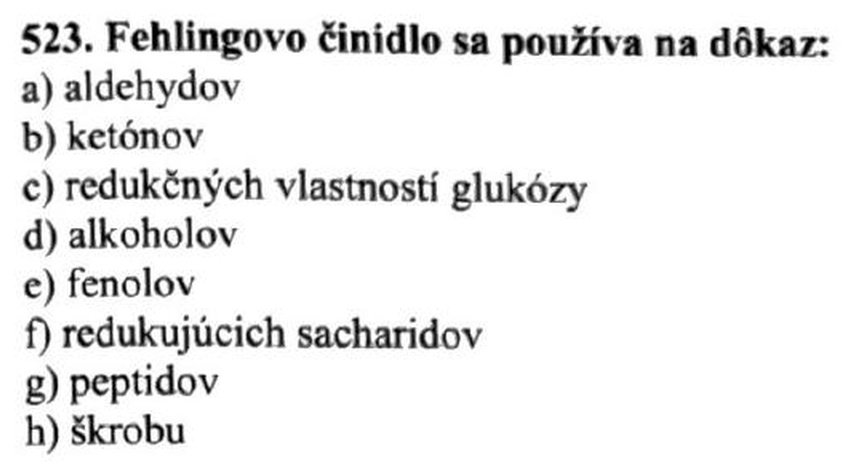 523. Fehlingovo činidlo sa používa na dôkaz:
a) aldehydov
b) ketónov
c) redukčných vlastností glukózy
d) alkoholov
e) fenolov
f) redukujúcich sacharidov
g) peptidov
h) škrobu